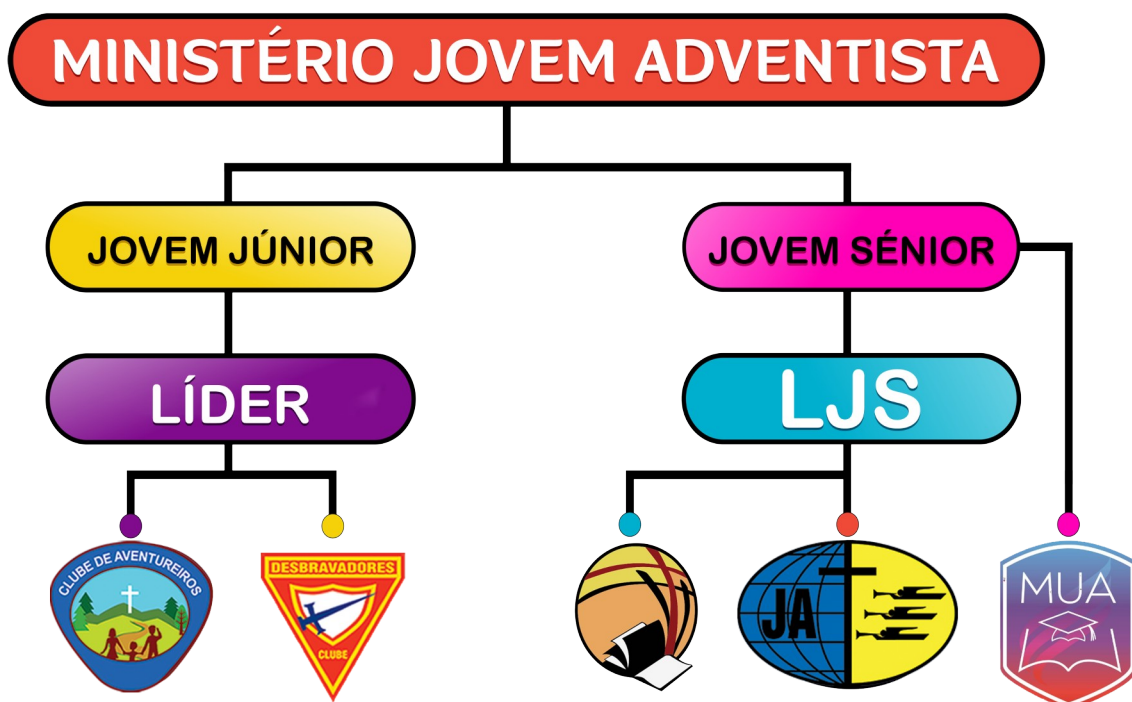 MINISTÉRIO JOVEM ADVENTISTA
JOVEM JÚNIOR
JOVEM SÉNIOR
LÍDER
LJS
CLUBE DE AVENTUREIROS
DESBRAVADORES
CLUBE
JA
MUA